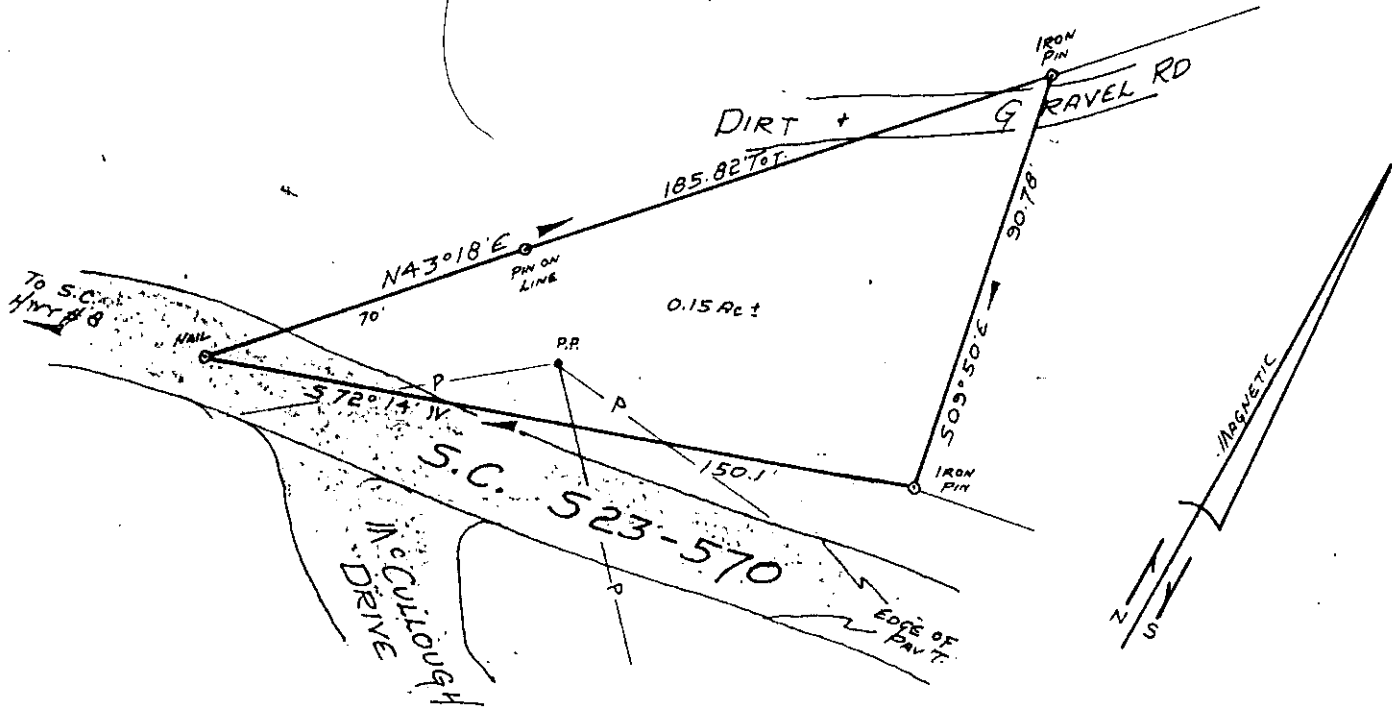 IRON
PIN
DIRT + GRAVEL RD
185.82' TOT.
90.78'
N43°18'E
PIN ON
LINE
70'
TO S.C.
HWY #8
NAIL
0.15 Ac ±
P.P.
P
S 72°14' W
P
S09°50'E
150.1'
IRON
PIN
MAGNETIC
S.C. S23-570
P
McCULLOUGH
DRIVE
EDGE OF
PAV'T.
N
S